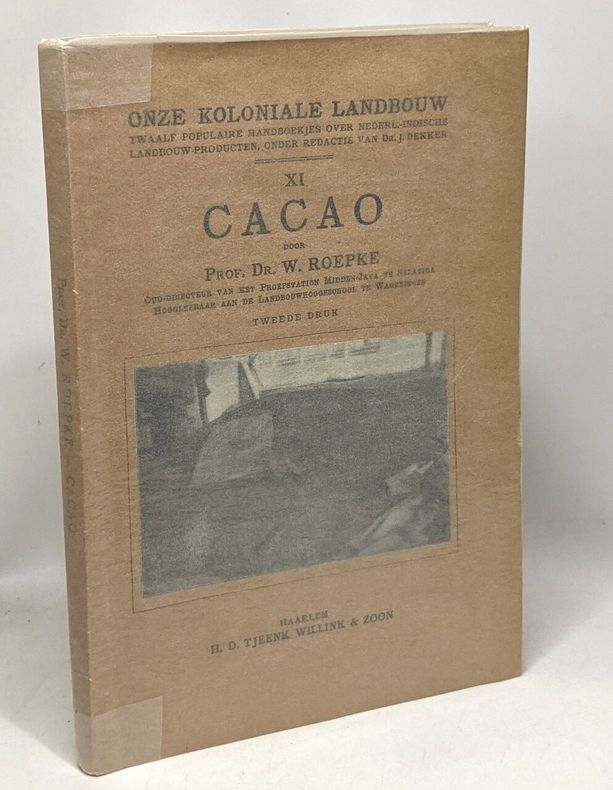 ONZE KOLONIALE LANDBOUW
TWAALF POPULAIRE HANDBOEKJES OVER NEDERL.-INDISCHE
LANDBOUW-PRODUCTEN, ONDER REDACTIE VAN DR. J. DEKKER
XI
CACAO
DOOR
PROF. DR. W. ROEPKE
OUD-DIRECTEUR VAN HET PROEFSTATION MIDDEN-JAVA TE SALATIGA
HOOGLEERAAR AAN DE LANDBOUWHOOGESCHOOL TE WAGENINGEN
TWEEDE DRUK
HAARLEM
H. D. TJEENK WILLINK & ZOON
Prof. Dr. W. ROEPKE — CACAO